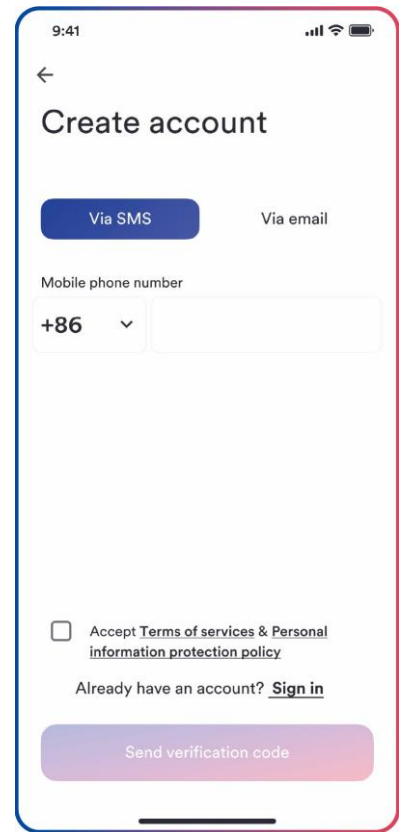 9:41
Create account
Via SMS Via email
Mobile phone number
+86
Accept Terms of services & Personal
information protection policy
Already have an account? Sign in
Send verification code